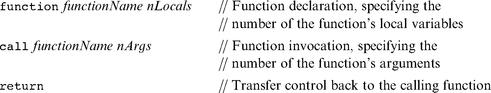 function functionName nLocals // Function declaration, specifying the
// number of the function’s local variables
call functionName nArgs // Function invocation, specifying the
// number of the function’s arguments
return // Transfer control back to the calling function